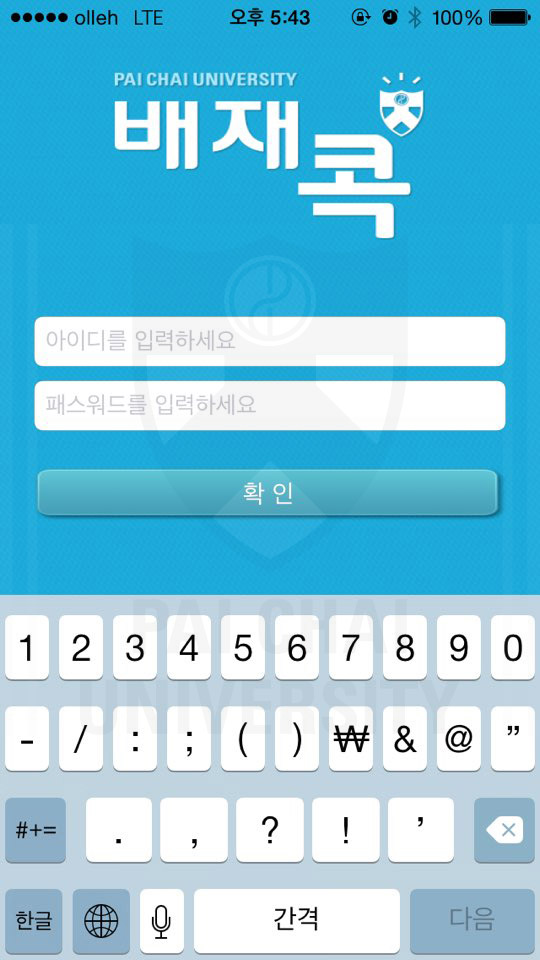 olleh LTE 오후 5:43 100%
PAI CHAI UNIVERSITY
배재
콕
아이디를 입력하세요
패스워드를 입력하세요
확 인
PAI CHAI
UNIVERSITY
1 2 3 4 5 6 7 8 9 0
- / : ; ( ) ₩ & @ ”
#+= . , ? ! ’
한글 간격 다음